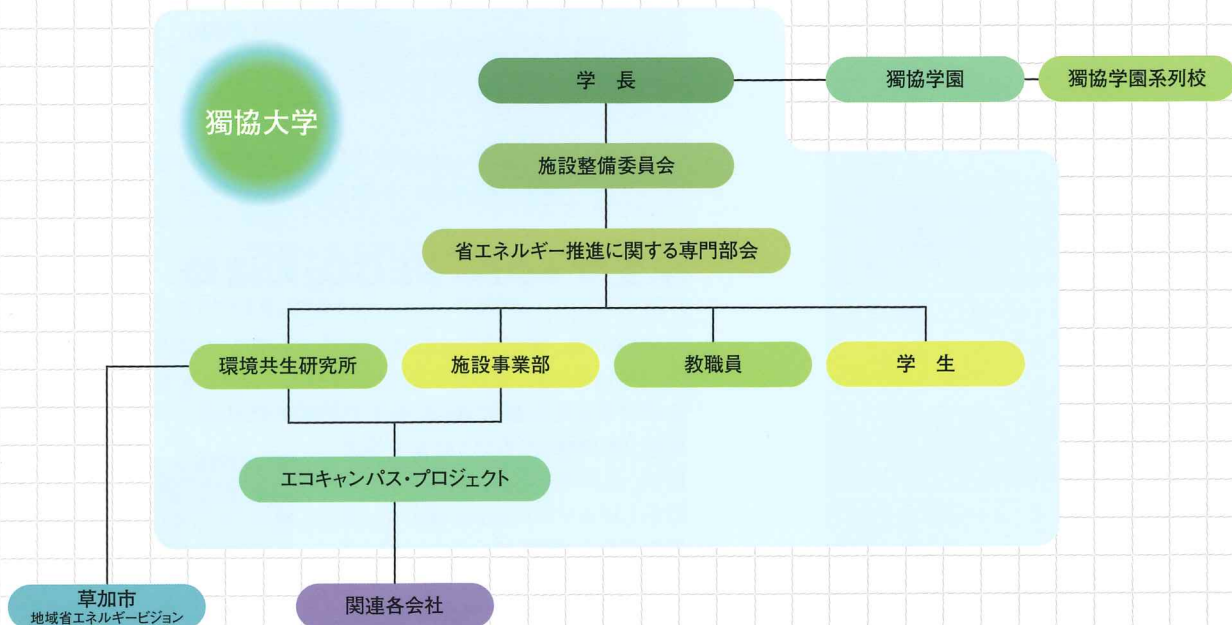 獨協大学
学 長
獨協学園
獨協学園系列校
施設整備委員会
省エネルギー推進に関する専門部会
環境共生研究所
施設事業部
教職員
学 生
エコキャンパス・プロジェクト
草加市
地域省エネルギービジョン
関連各会社